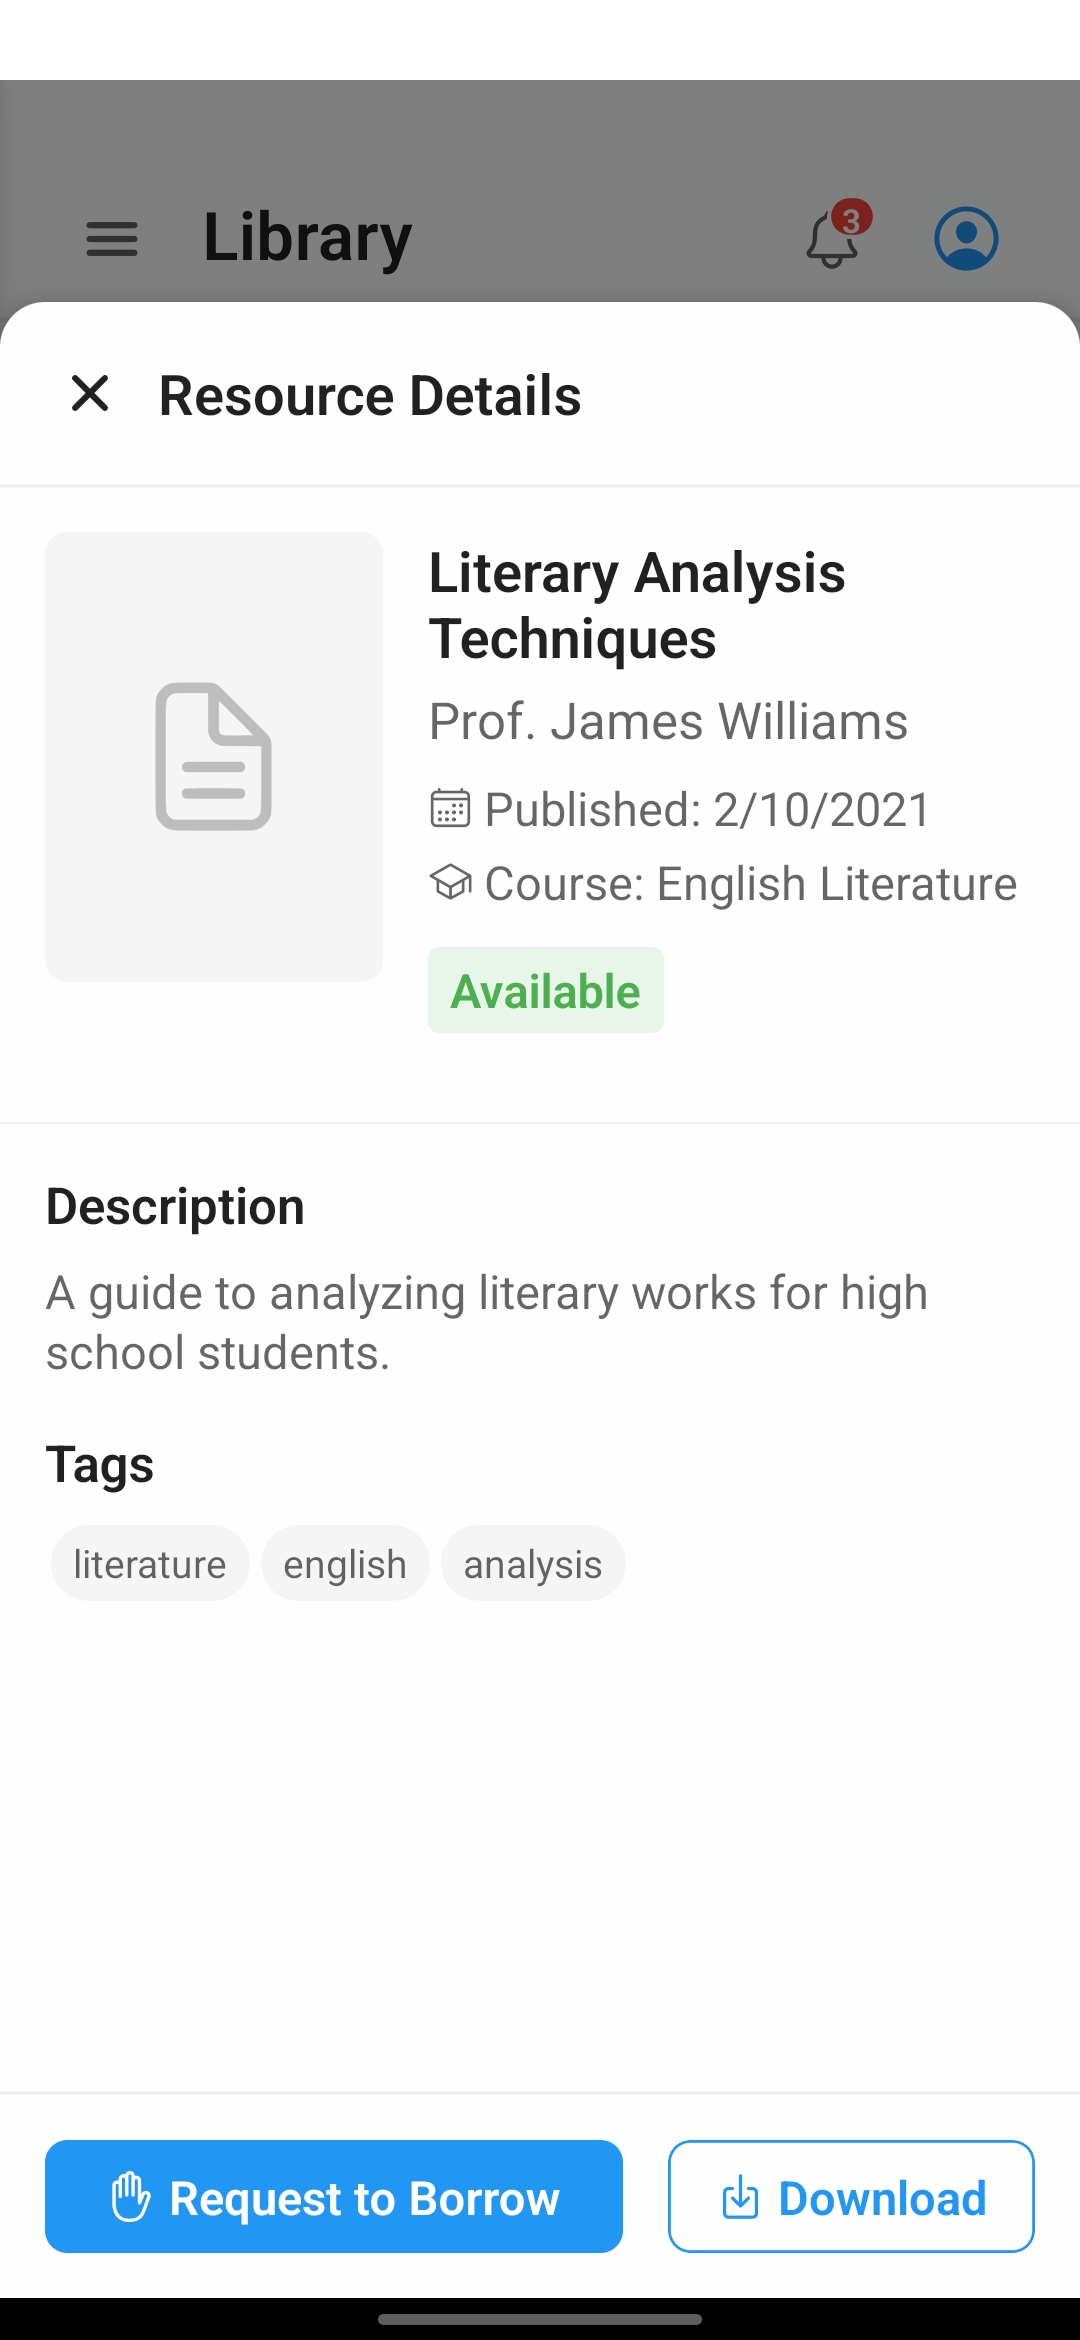 Library
3
Resource Details
Literary Analysis
Techniques
Prof. James Williams
Published: 2/10/2021
Course: English Literature
Available
Description
A guide to analyzing literary works for high
school students.
Tags
literature english analysis
Request to Borrow
Download